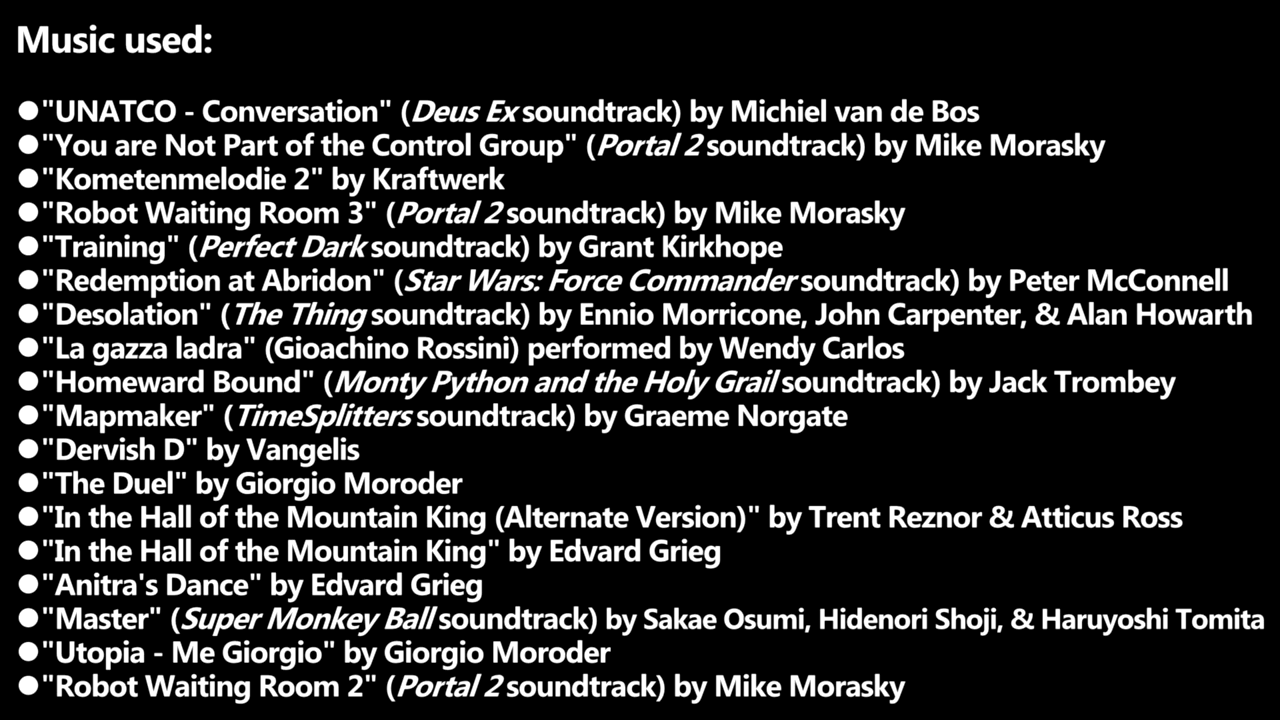 Music used:
●"UNATCO - Conversation" (Deus Ex soundtrack) by Michiel van de Bos
●"You are Not Part of the Control Group" (Portal 2 soundtrack) by Mike Morasky
●"Kometenmelodie 2" by Kraftwerk
●"Robot Waiting Room 3" (Portal 2 soundtrack) by Mike Morasky
●"Training" (Perfect Dark soundtrack) by Grant Kirkhope
●"Redemption at Abridon" (Star Wars: Force Commander soundtrack) by Peter McConnell
●"Desolation" (The Thing soundtrack) by Ennio Morricone, John Carpenter, & Alan Howarth
●"La gazza ladra" (Gioachino Rossini) performed by Wendy Carlos
●"Homeward Bound" (Monty Python and the Holy Grail soundtrack) by Jack Trombey
●"Mapmaker" (TimeSplitters soundtrack) by Graeme Norgate
●"Dervish D" by Vangelis
●"The Duel" by Giorgio Moroder
●"In the Hall of the Mountain King (Alternate Version)" by Trent Reznor & Atticus Ross
●"In the Hall of the Mountain King" by Edvard Grieg
●"Anitra's Dance" by Edvard Grieg
●"Master" (Super Monkey Ball soundtrack) by Sakae Osumi, Hidenori Shoji, & Haruyoshi Tomita
●"Utopia - Me Giorgio" by Giorgio Moroder
●"Robot Waiting Room 2" (Portal 2 soundtrack) by Mike Morasky